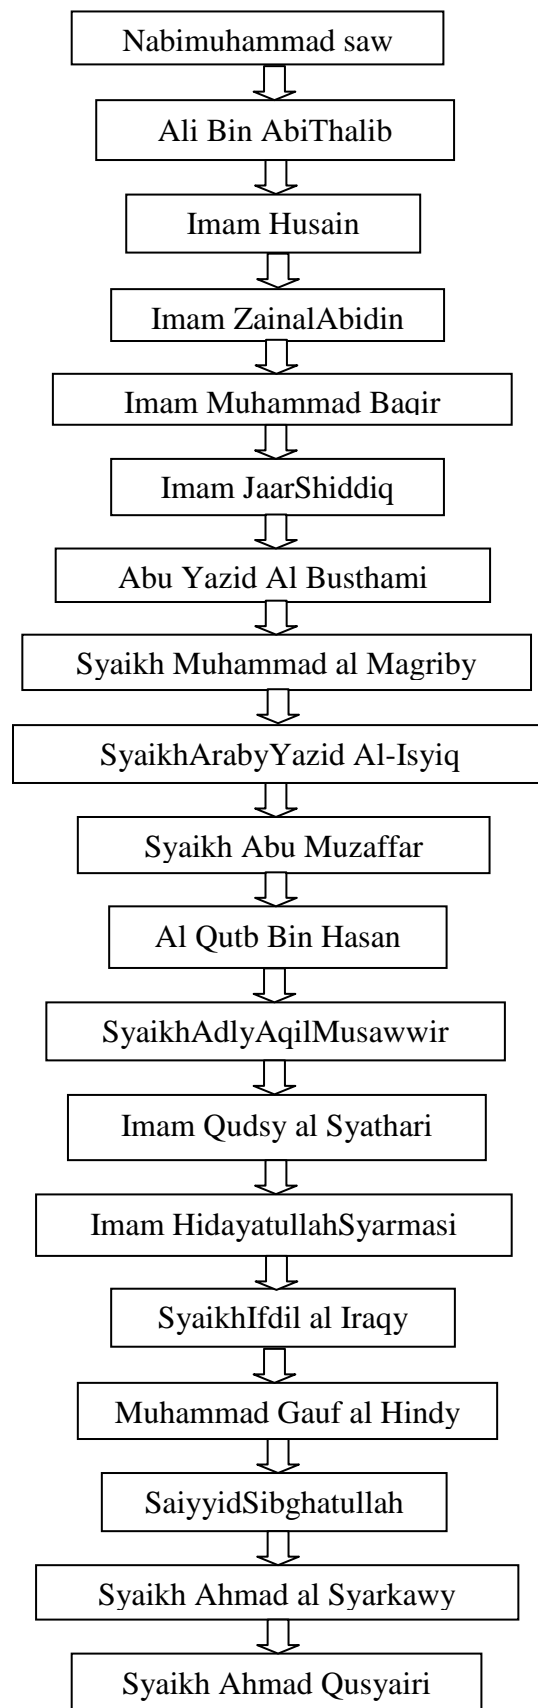 Nabimuhammad saw
Ali Bin AbiThalib
Imam Husain
Imam ZainalAbidin
Imam Muhammad Baqir
Imam JaarShiddiq
Abu Yazid Al Busthami
Syaikh Muhammad al Magriby
SyaikhArabyYazid Al-Isyiq
Syaikh Abu Muzaffar
Al Qutb Bin Hasan
SyaikhAdlyAqilMusawwir
Imam Qudsy al Syathari
Imam HidayatullahSyarmasi
SyaikhIfdil al Iraqy
Muhammad Gauf al Hindy
SaiyyidSibghatullah
Syaikh Ahmad al Syarkawy
Syaikh Ahmad Qusyairi